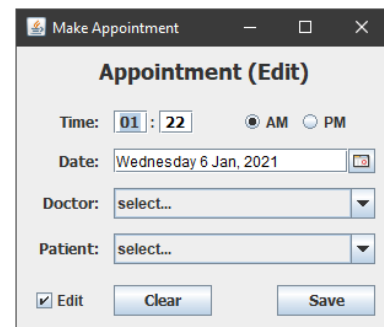 Make Appointment
Appointment (Edit)
Time: 01 : 22 AM PM
Date: Wednesday 6 Jan, 2021
Doctor: select...
Patient: select...
Edit Clear Save